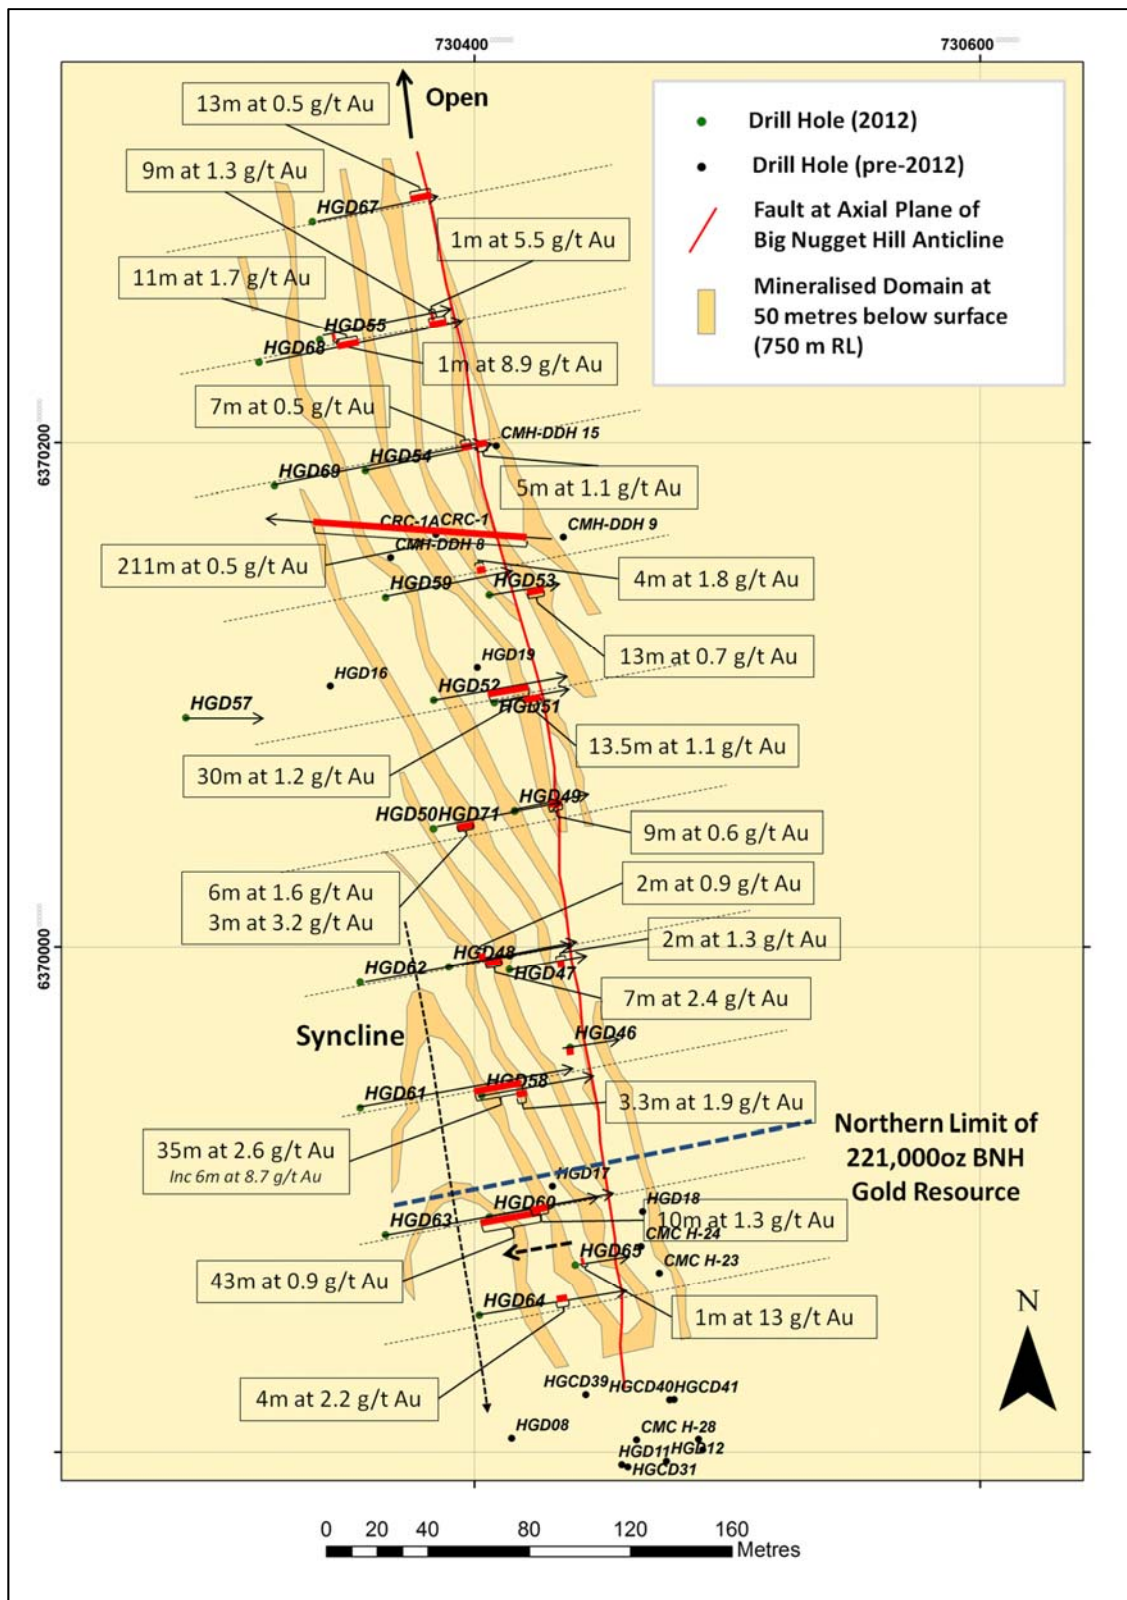 730400
730600
13m at 0.5 g/t Au
Open
Drill Hole (2012)
Drill Hole (pre-2012)
Fault at Axial Plane of
Big Nugget Hill Anticline
Mineralised Domain at
50 metres below surface
(750 m RL)
9m at 1.3 g/t Au
HGD67
1m at 5.5 g/t Au
11m at 1.7 g/t Au
HGD55
HGD68
1m at 8.9 g/t Au
7m at 0.5 g/t Au
6370200
CMH-DDH 15
HGD54
HGD69
5m at 1.1 g/t Au
CRC-1A
CRC-1
CMH-DDH 9
CMH-DDH 8
211m at 0.5 g/t Au
HGD59
HGD53
4m at 1.8 g/t Au
13m at 0.7 g/t Au
HGD19
HGD16
HGD52
HGD57
HGD51
13.5m at 1.1 g/t Au
30m at 1.2 g/t Au
HGD49
HGD50
HGD71
9m at 0.6 g/t Au
6m at 1.6 g/t Au
3m at 3.2 g/t Au
2m at 0.9 g/t Au
6370000
2m at 1.3 g/t Au
HGD48
HGD62
HGD47
7m at 2.4 g/t Au
Syncline
HGD46
HGD58
HGD61
3.3m at 1.9 g/t Au
35m at 2.6 g/t Au
Inc 6m at 8.7 g/t Au
Northern Limit of
221,000oz BNH
Gold Resource
HGD17
HGD60
HGD18
HGD63
10m at 1.3 g/t Au
CMC H-24
HGD65
CMC H-23
43m at 0.9 g/t Au
HGD64
1m at 13 g/t Au
N
4m at 2.2 g/t Au
HGCD39
HGCD40
HGCD41
HGD08
CMC H-28
HGD11
HGD12
HGCD31
0 20 40 80 120 160
Metres